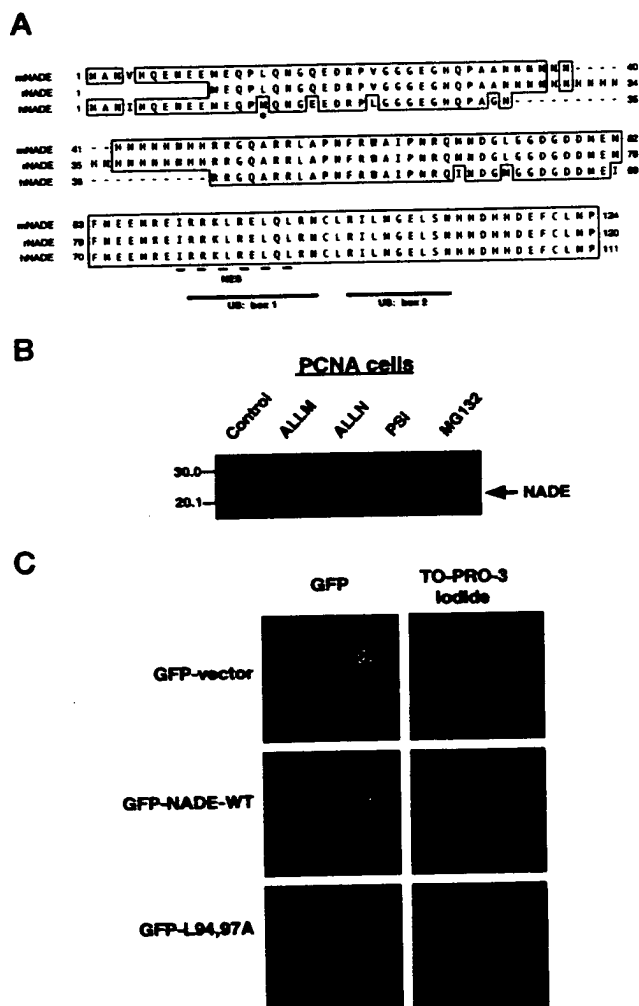 A
mNADE 1 M A N V H Q E N E E M E Q P L Q N G Q E D R P V G G G E G H Q P A A N N N N N N - - - - - 40
rNADE 1 M E Q P L Q N G Q E D R P V G G G E G H Q P A A N N 34
hNADE 1 M A N I H Q E N E E M E Q P M Q N G E E D R P L G G G E G H Q P A G N 35
mNADE 41 - - H N H N H N H H R R G Q A R R L A P N F R W A I P N R Q 82
rNADE 35 H N H N H N H N H H R R G Q A R R L A P N F R W A I P N R Q 78
hNADE 36 R R G Q A R R L A P N F R W A I P N R Q 69
mNADE 83 F N E E M R E I R R K L R E L Q L R N C L R I L N G E L S N H H D H H D E F C L M P 124
rNADE 79 F N E E M R E I R R K L R E L Q L R N C L R I L N G E L S N H H D H H D E F C L M P 120
hNADE 70 F N E E M R E I R R K L R E L Q L R N C L R I L N G E L S N H H D H H D E F C L M P 111
NES
UB: box 1 UB: box 2
B
PCNA cells
Control ALLM ALLN PSI MG132
30.0
20.1 NADE
C
GFP TO-PRO-3 Iodide
GFP-vector
GFP-NADE-WT
GFP-L94,97A